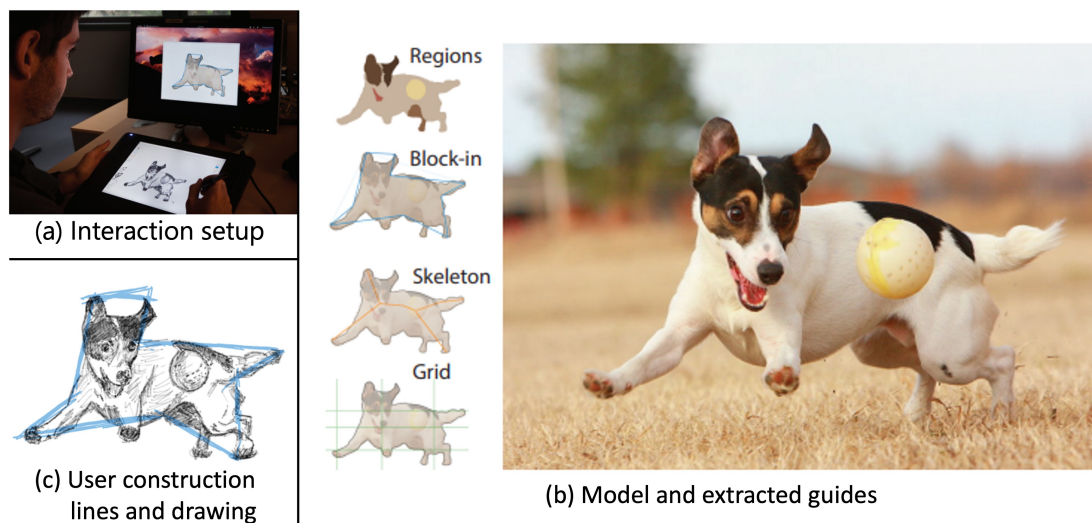 (a) Interaction setup
(c) User construction
lines and drawing
Regions
Block-in
Skeleton
Grid
(b) Model and extracted guides